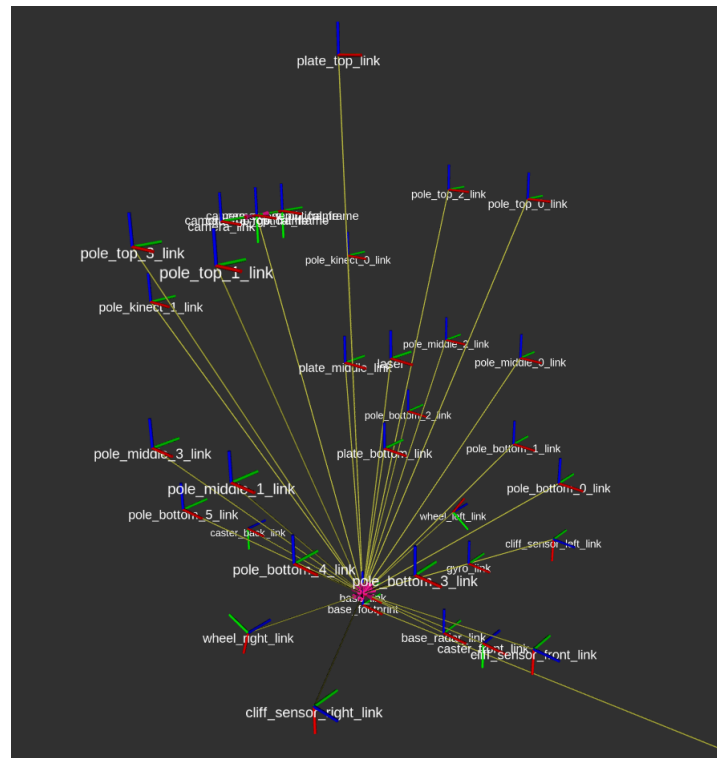 plate_top_link
pole_top_2_link
pole_top_0_link
camera_link
pole_top_3_link
pole_top_1_link
pole_kinect_0_link
pole_kinect_1_link
pole_middle_2_link
plate_middle_link
laser
pole_middle_0_link
pole_bottom_2_link
pole_middle_3_link
plate_bottom_link
pole_bottom_1_link
pole_middle_1_link
pole_bottom_0_link
pole_bottom_5_link
wheel_left_link
caster_back_link
cliff_sensor_left_link
pole_bottom_4_link
gyro_link
pole_bottom_3_link
base_link
base_footprint
wheel_right_link
base_radar_link
caster_front_link
cliff_sensor_front_link
cliff_sensor_right_link